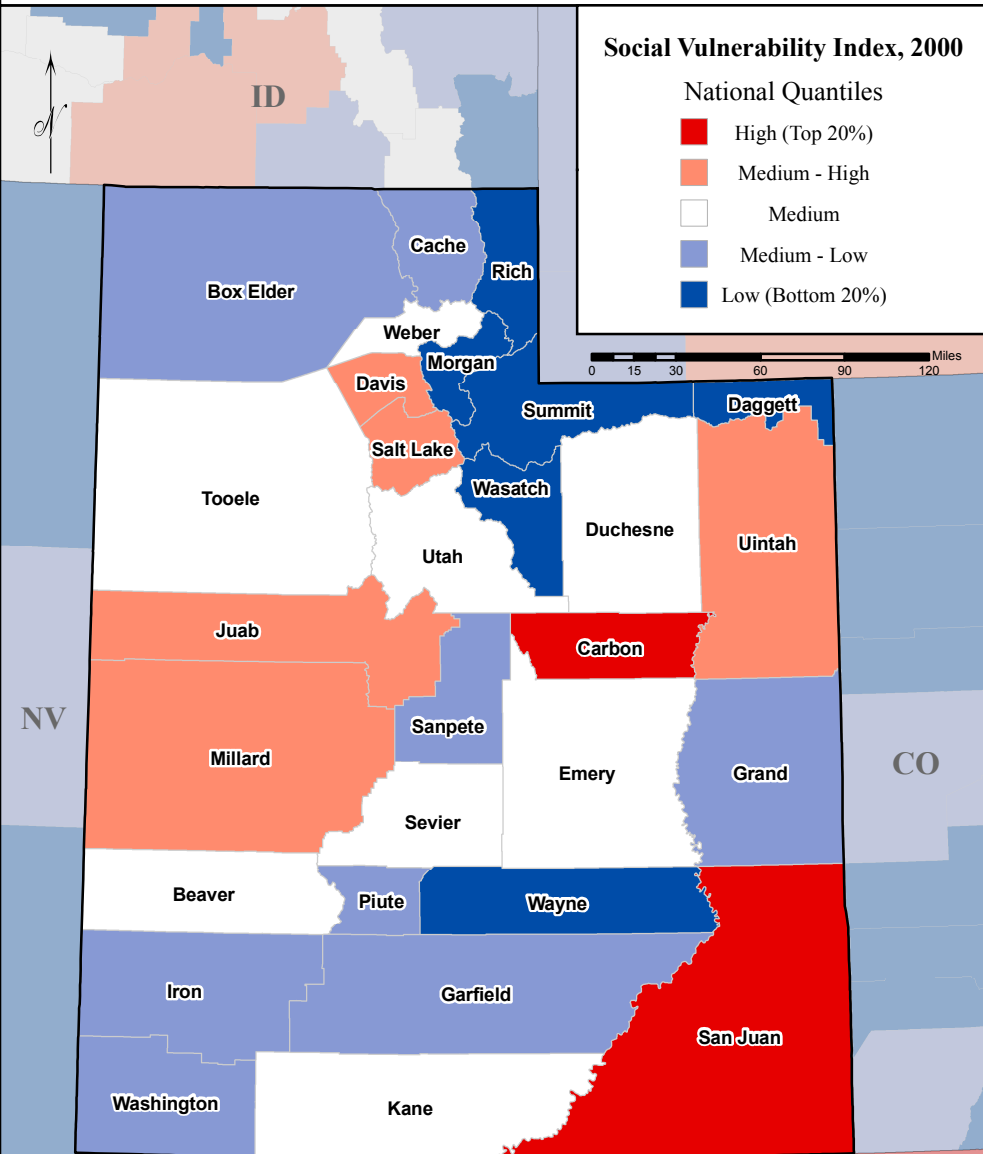 Social Vulnerability Index, 2000
National Quantiles
High (Top 20%)
Medium - High
Medium
Medium - Low
Low (Bottom 20%)
ID
N
Cache
Rich
Box Elder
Weber
Morgan
Miles
0 15 30 60 90 120
Davis
Summit
Daggett
Salt Lake
Wasatch
Tooele
Duchesne
Uintah
Utah
Juab
Carbon
NV
Sanpete
Millard
Emery
Grand
CO
Sevier
Beaver
Piute
Wayne
Iron
Garfield
San Juan
Washington
Kane